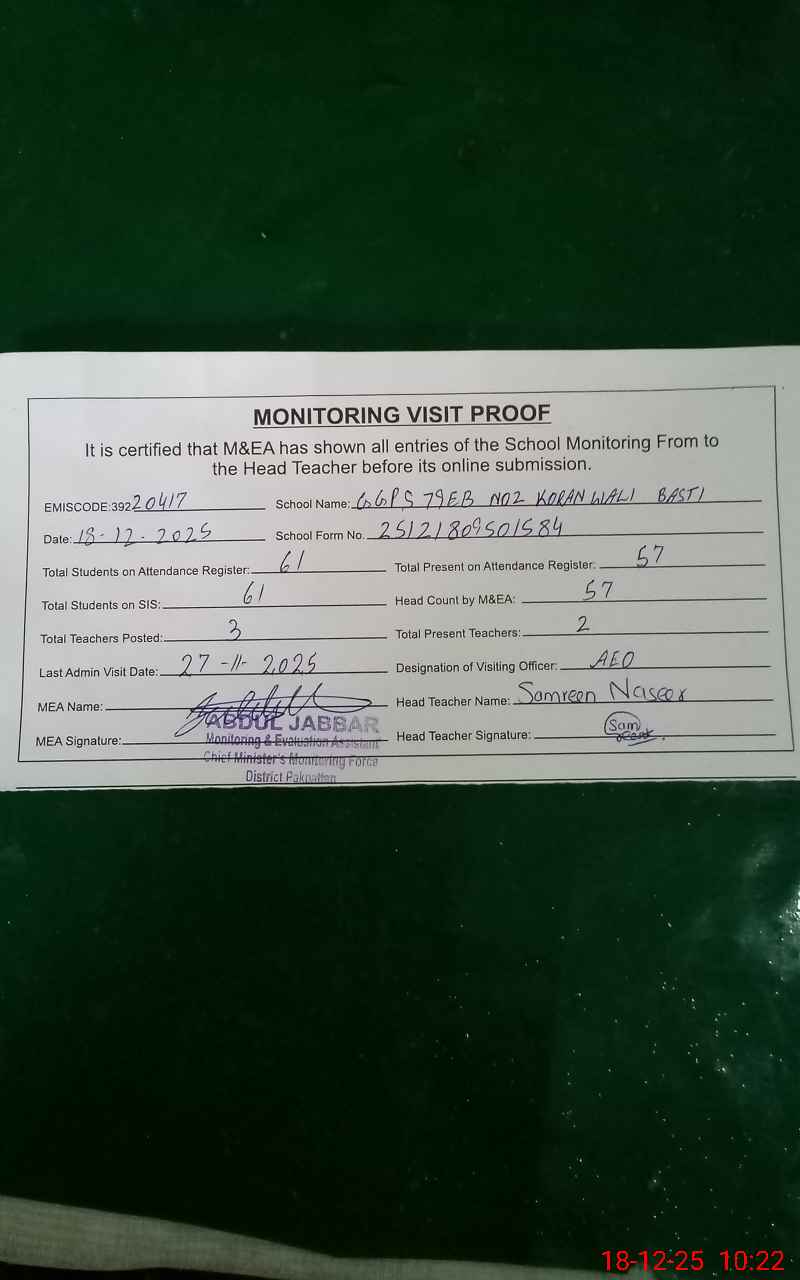 MONITORING VISIT PROOF
It is certified that M&EA has shown all entries of the School Monitoring From to
the Head Teacher before its online submission.
EMISCODE:39220417 School Name: GGPS 79EB NO2 KORAN WALI BASTI
Date: 18-12-2025 School Form No. 25121809501584
Total Students on Attendance Register: 61 Total Present on Attendance Register: 57
Total Students on SIS: 61 Head Count by M&EA: 57
Total Teachers Posted: 3 Total Present Teachers: 2
Last Admin Visit Date: 27-11-2025 Designation of Visiting Officer: AEO
MEA Name: Head Teacher Name: Samreen Naseer
ABDUL JABBAR
MEA Signature: Monitoring & Evaluation Assistant Head Teacher Signature: Sam
Chief Minister's Monitoring Force
District Pakpattan
18-12-25 10:22